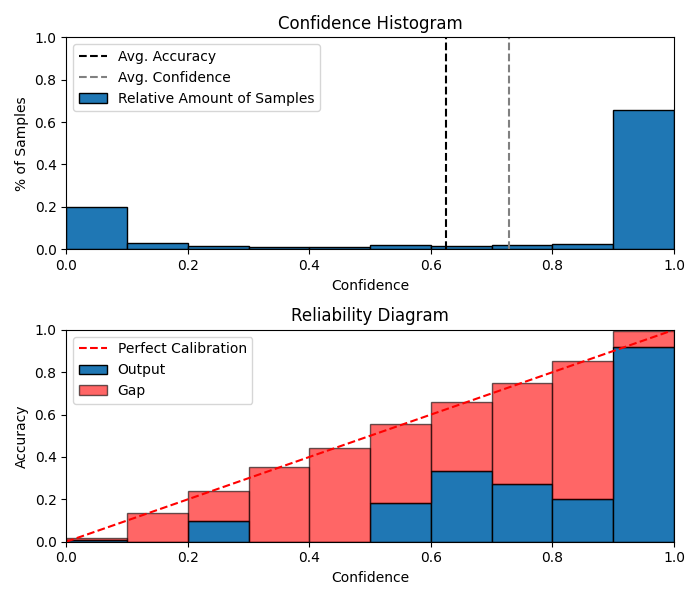 Confidence Histogram
1.0
0.8
0.6
0.4
0.2
0.0
% of Samples
Avg. Accuracy
Avg. Confidence
Relative Amount of Samples
0.0 0.2 0.4 0.6 0.8 1.0
Confidence
Reliability Diagram
1.0
0.8
0.6
0.4
0.2
0.0
Accuracy
Perfect Calibration
Output
Gap
0.0 0.2 0.4 0.6 0.8 1.0
Confidence